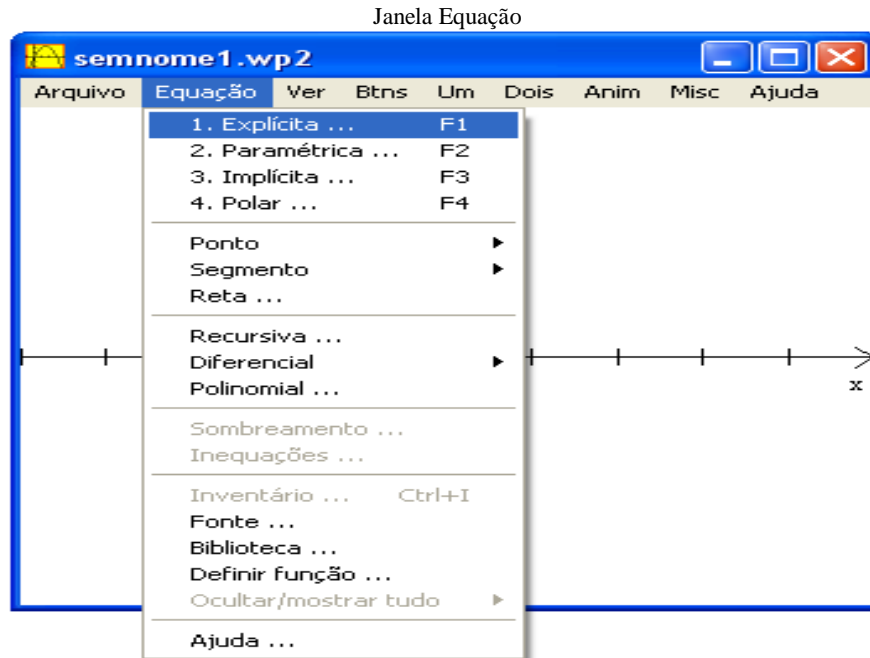 Janela Equação
semnome1.wp2
Arquivo Equação Ver Btns Um Dois Anim Misc Ajuda
1. Explícita ... F1
2. Paramétrica ... F2
3. Implícita ... F3
4. Polar ... F4
Ponto
Segmento
Reta ...
Recursiva ...
Diferencial
Polinomial ...
Sombreamento ...
Inequações ...
Inventário ... Ctrl+I
Fonte ...
Biblioteca ...
Definir função ...
Ocultar/mostrar tudo
Ajuda ...
x